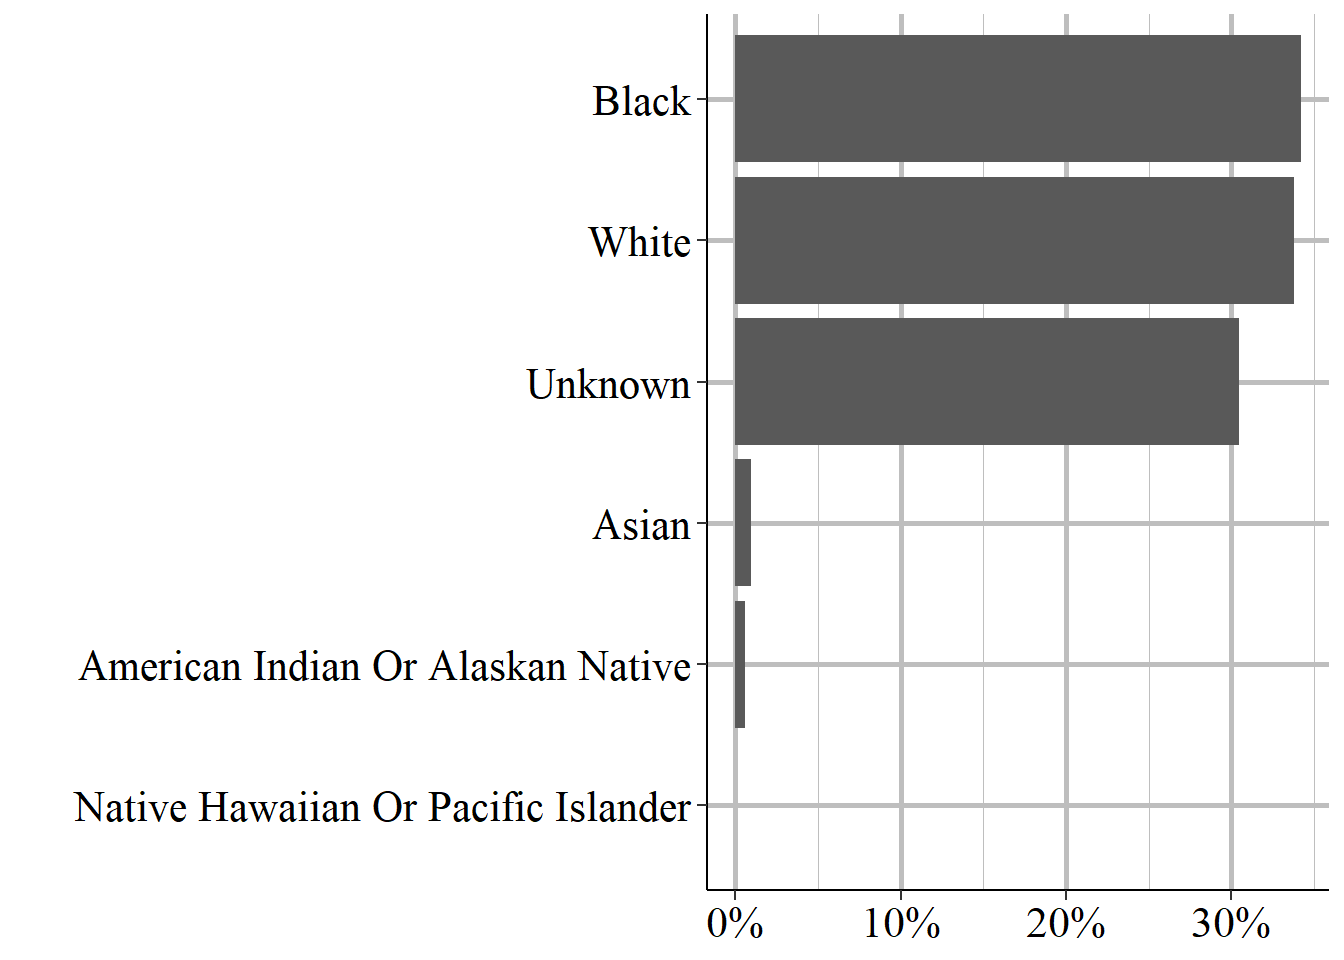 Black
White
Unknown
Asian
American Indian Or Alaskan Native
Native Hawaiian Or Pacific Islander
0% 10% 20% 30%